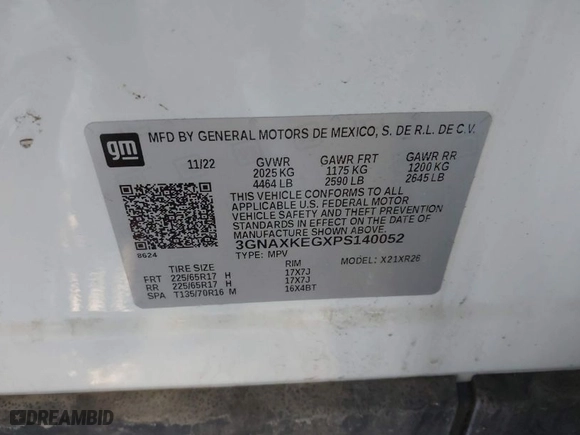 gm
MFD BY GENERAL MOTORS DE MEXICO, S. DE R.L. DE C.V.
11/22 GVWR GAWR FRT GAWR RR
2025 KG 1175 KG 1200 KG
4464 LB 2590 LB 2645 LB
THIS VEHICLE CONFORMS TO ALL
APPLICABLE U.S. FEDERAL MOTOR
VEHICLE SAFETY AND THEFT PREVENTION
STANDARDS IN EFFECT ON THE DATE OF
MANUFACTURE SHOWN ABOVE.
3GNAXKEGXPS140052
TYPE: MPV MODEL: X21XR26
8624
TIRE SIZE RIM
FRT 225/65R17 H 17X7J
RR 225/65R17 H 17X7J
SPA T135/70R16 M 16X4BT
DREAMBID